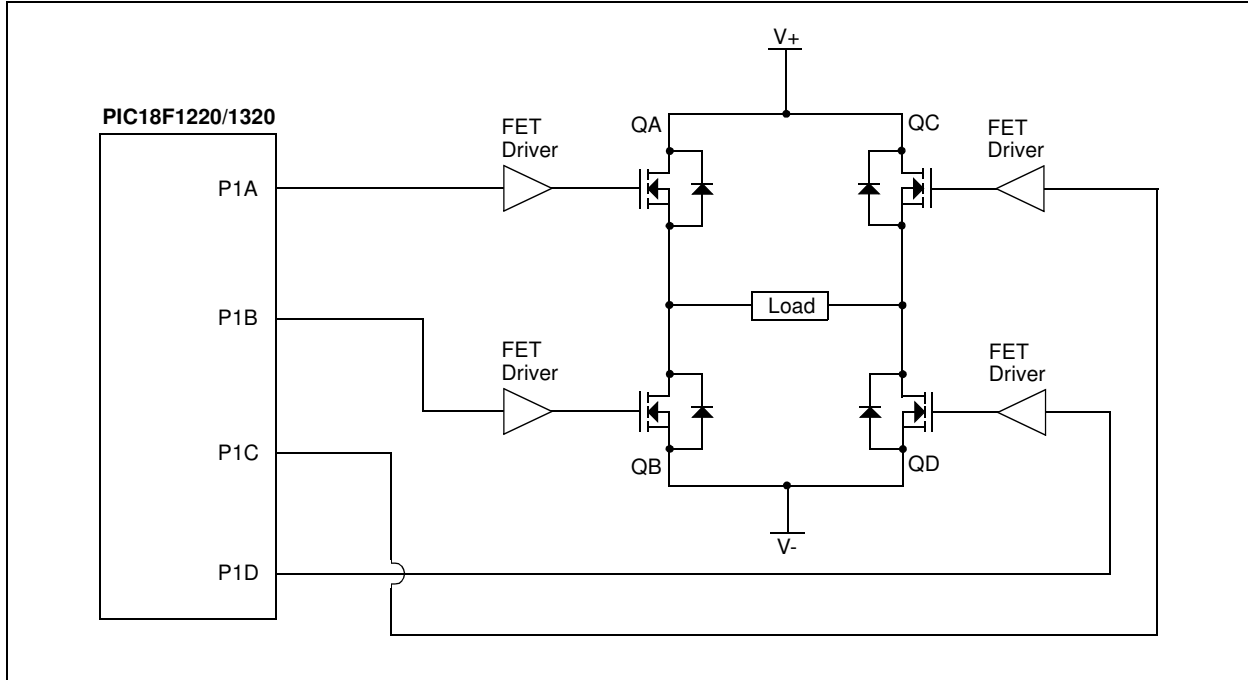 V+
PIC18F1220/1320
QA
FET
Driver
QC
FET
Driver
P1A
P1B
Load
FET
Driver
FET
Driver
P1C
QB
QD
V-
P1D